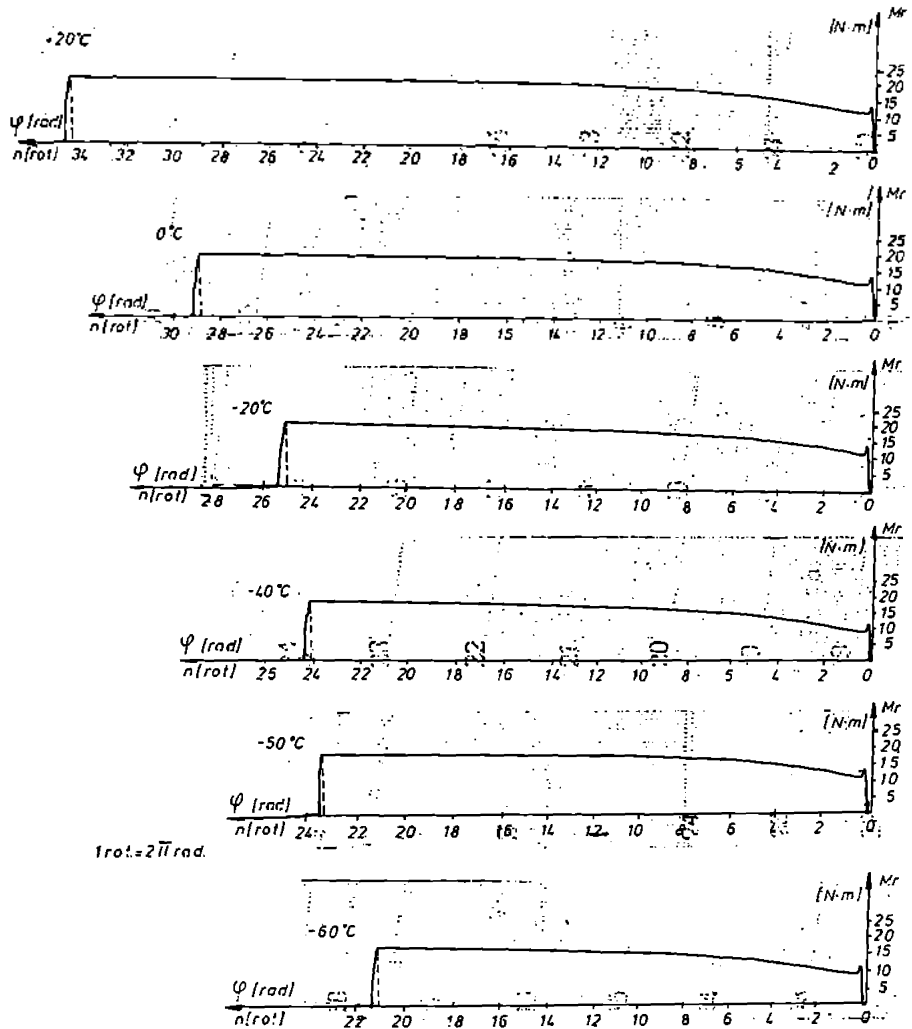 +20°C
[N·m] Mr
25
20
15
10
5
φ [rad]
n[rot] 34 32 30 28 26 24 22 20 18 16 14 12 10 8 6 4 2 0
0°C
[N·m] Mr
25
20
15
10
5
φ [rad]
n[rot] 30 28 26 24 22 20 18 16 14 12 10 8 6 4 2 0
-20°C
[N·m] Mr
25
20
15
10
5
φ [rad]
n[rot] 28 26 24 22 20 18 16 14 12 10 8 6 4 2 0
-40°C
[N·m] Mr
25
20
15
10
5
φ [rad]
n[rot] 25 24 22 20 18 16 14 12 10 8 6 4 2 0
-50°C
[N·m] Mr
25
20
15
10
5
φ [rad]
n[rot] 24 22 20 18 16 14 12 10 8 6 4 2 0
1 rot.=2π rad.
-60°C
[N·m] Mr
25
20
15
10
5
φ [rad]
n[rot] 22 20 18 16 14 12 10 8 6 4 2 0